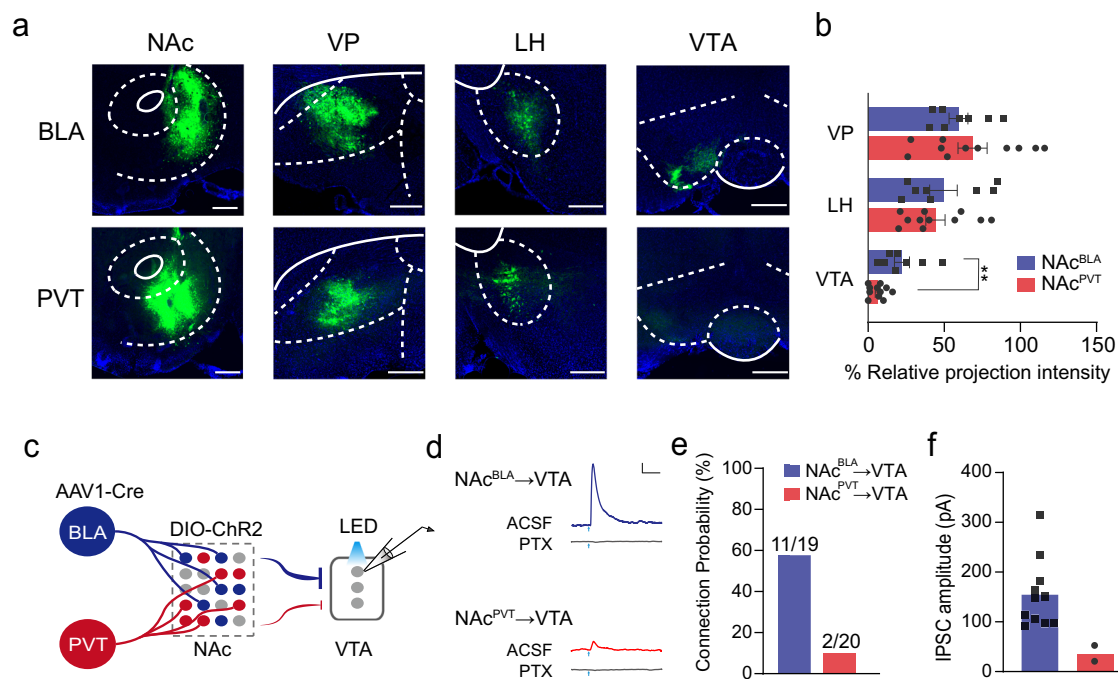 a
NAc VP LH VTA
BLA
PVT
b
VP
LH
VTA
**
NAc^BLA
NAc^PVT
0 50 100 150
% Relative projection intensity
c
AAV1-Cre
BLA
DIO-ChR2
LED
PVT
NAc
VTA
d
NAc^BLA→VTA
ACSF
PTX
NAc^PVT→VTA
ACSF
PTX
e
NAc^BLA→VTA
NAc^PVT→VTA
Connection Probability (%)
100
80
60
40
20
0
11/19
2/20
f
IPSC amplitude (pA)
400
300
200
100
0